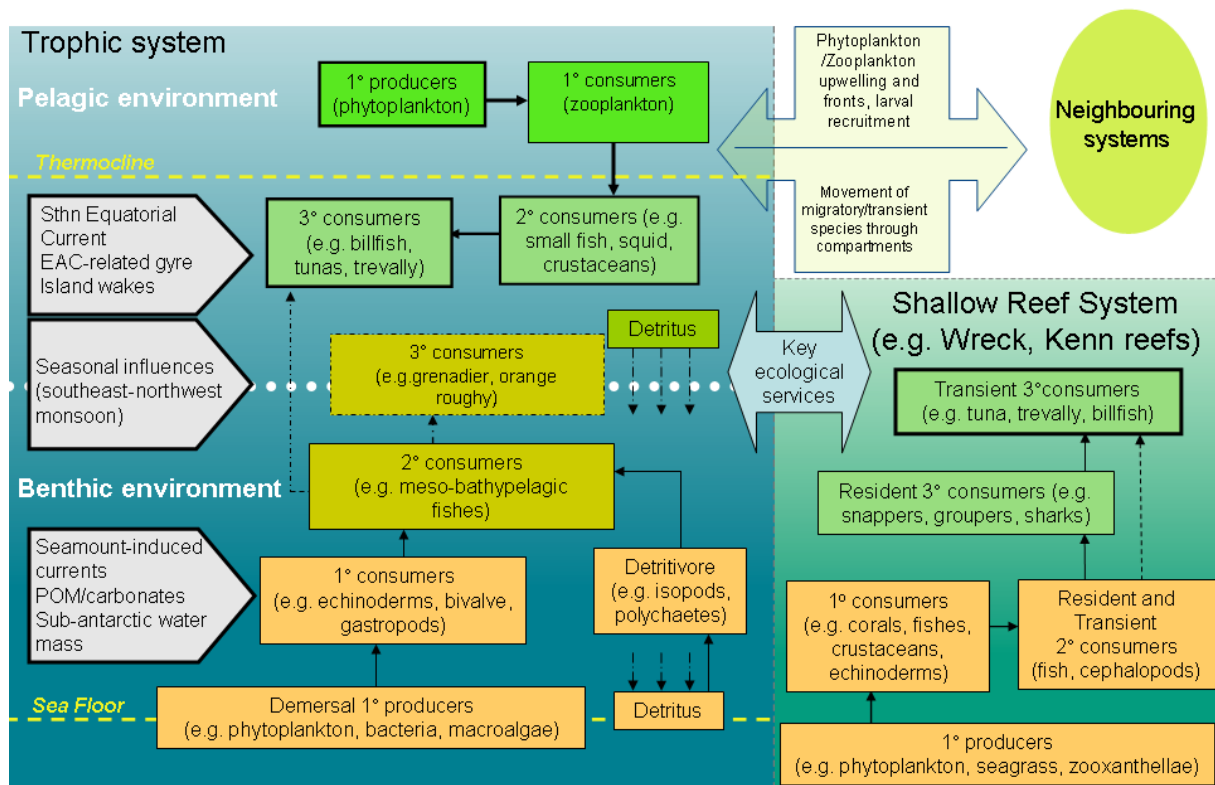 Trophic system
Pelagic environment
1° producers
(phytoplankton)
1° consumers
(zooplankton)
Phytoplankton
/Zooplankton
upwelling and
fronts, larval
recruitment
Neighbouring
systems
Movement of
migratory/transient
species through
compartments
Thermocline
Sthn Equatorial
Current
EAC-related gyre
Island wakes
3° consumers
(e.g. billfish,
tunas, trevally)
2° consumers (e.g.
small fish, squid,
crustaceans)
Seasonal influences
(southeast-northwest
monsoon)
3° consumers
(e.g.grenadier, orange
roughy)
Detritus
Key
ecological
services
Benthic environment
2° consumers
(e.g. meso-bathypelagic
fishes)
Seamount-induced
currents
POM/carbonates
Sub-antarctic water
mass
1° consumers
(e.g. echinoderms, bivalve,
gastropods)
Detritivore
(e.g. isopods,
polychaetes)
Sea Floor
Demersal 1° producers
(e.g. phytoplankton, bacteria, macroalgae)
Detritus
Shallow Reef System
(e.g. Wreck, Kenn reefs)
Transient 3°consumers
(e.g. tuna, trevally, billfish)
Resident 3° consumers (e.g.
snappers, groupers, sharks)
1º consumers
(e.g. corals, fishes,
crustaceans,
echinoderms)
Resident and
Transient
2° consumers
(fish, cephalopods)
1° producers
(e.g. phytoplankton, seagrass, zooxanthellae)